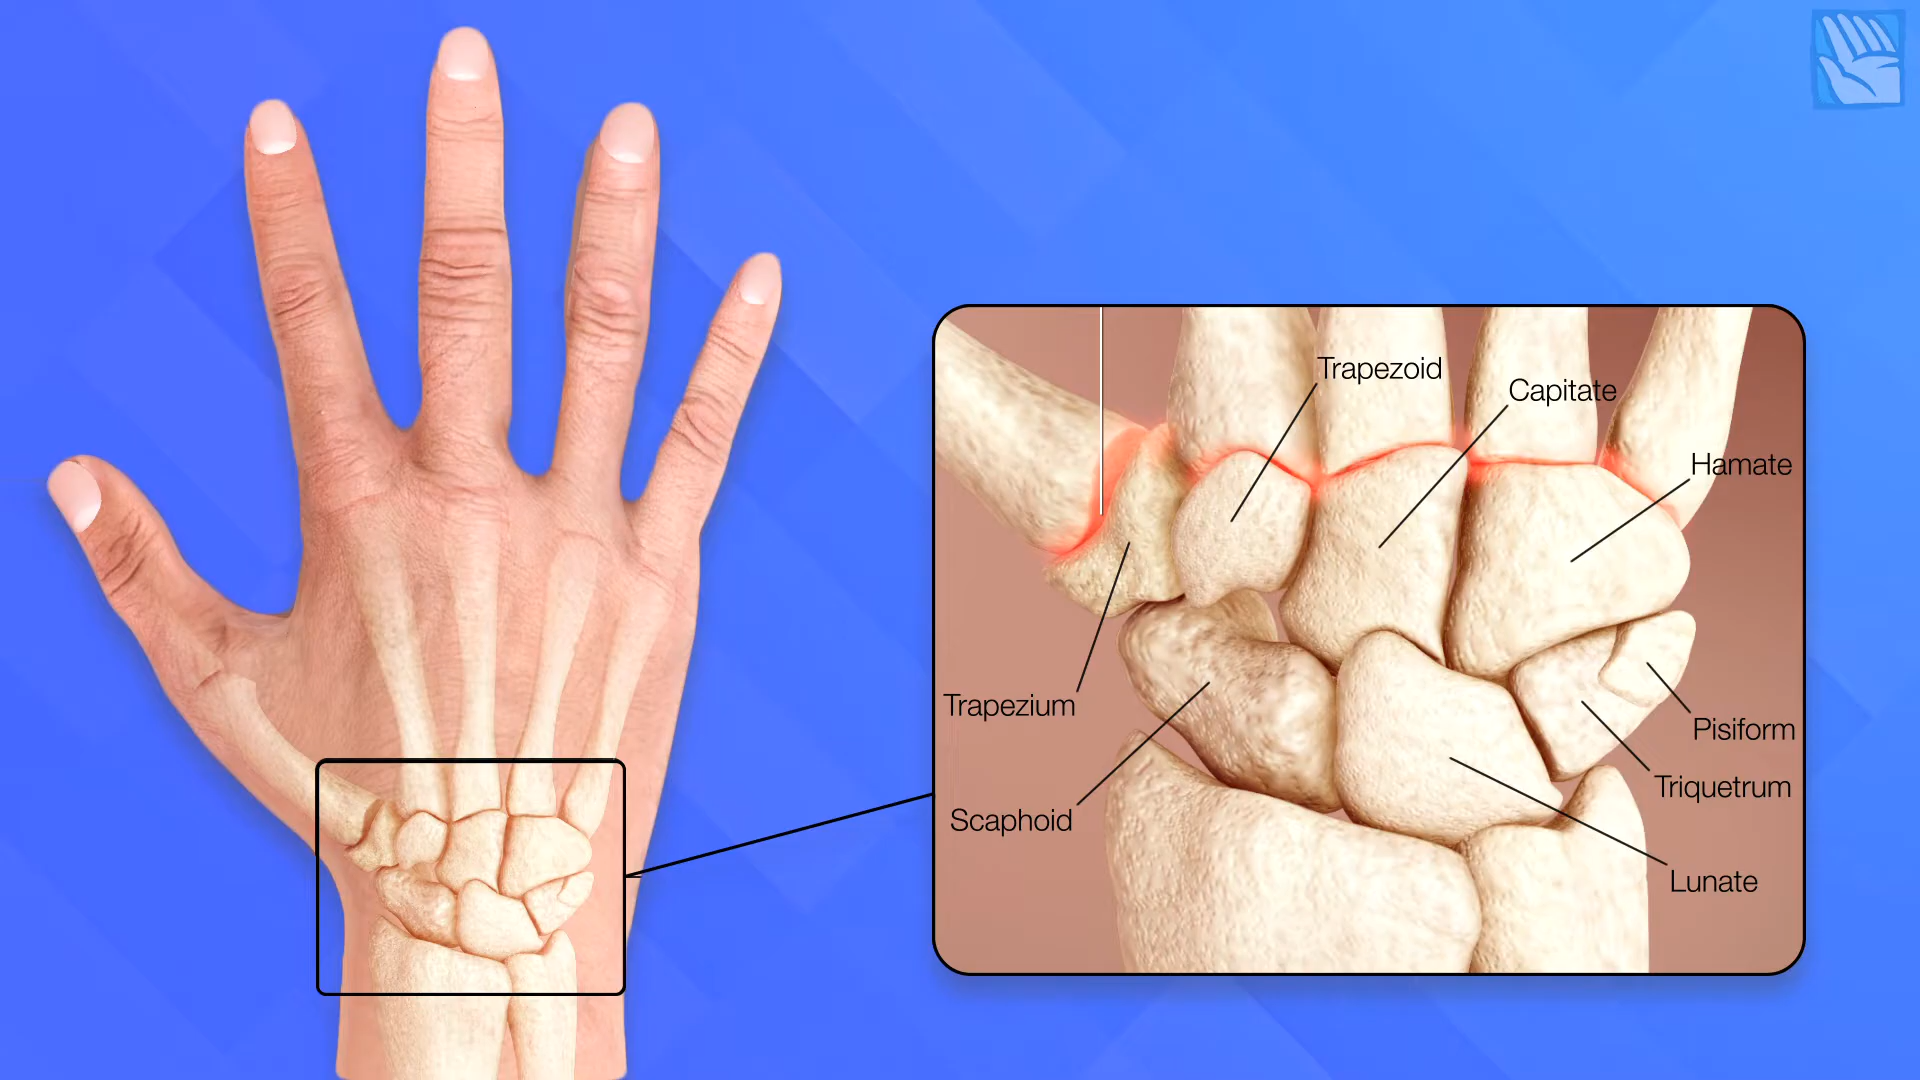 Trapezoid
Capitate
Hamate
Trapezium
Pisiform
Triquetrum
Scaphoid
Lunate